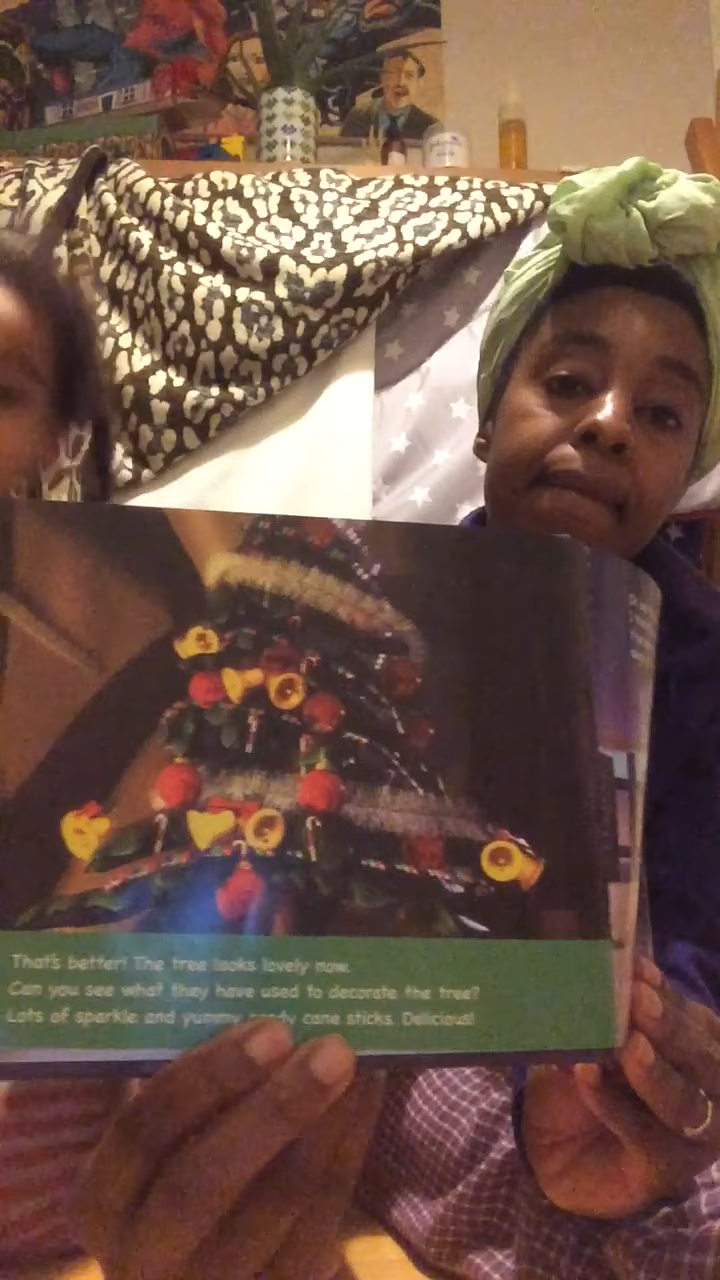 That's better! The tree looks lovely now.
Can you see what they have used to decorate the tree?
Lots of sparkle and yummy candy cane sticks. Delicious!